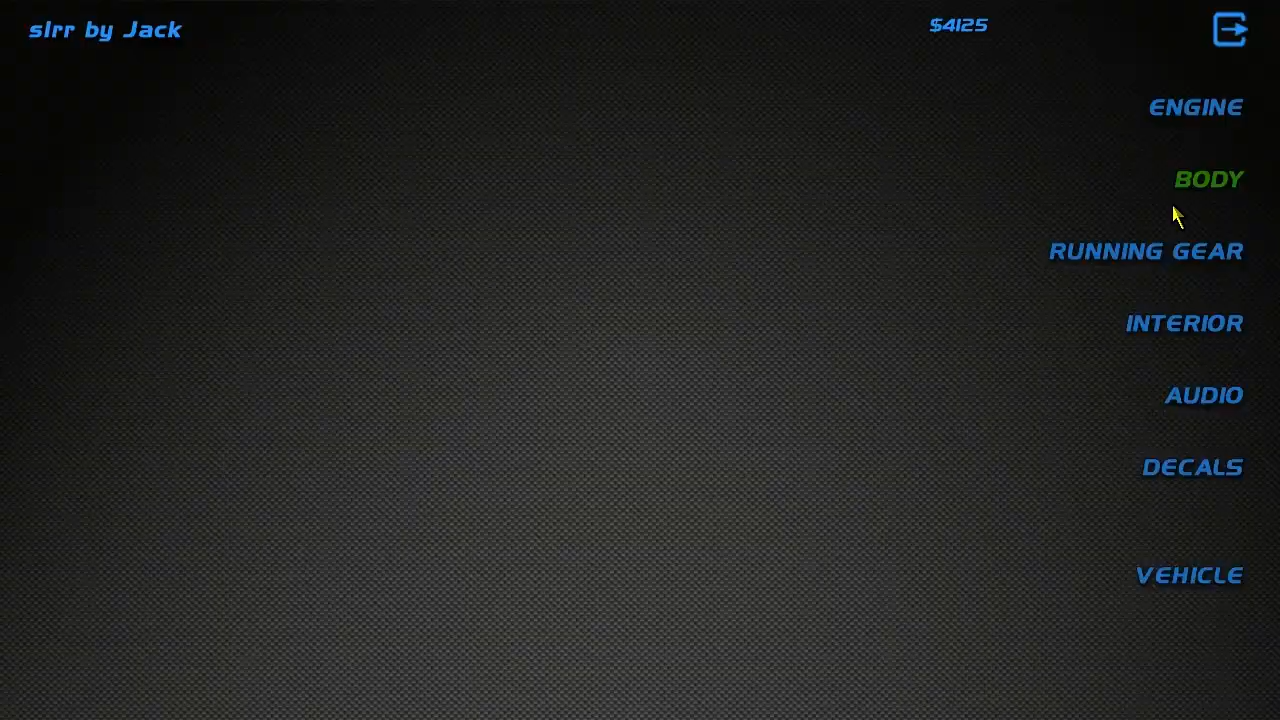 slrr by Jack
$4125
ENGINE
BODY
RUNNING GEAR
INTERIOR
AUDIO
DECALS
VEHICLE